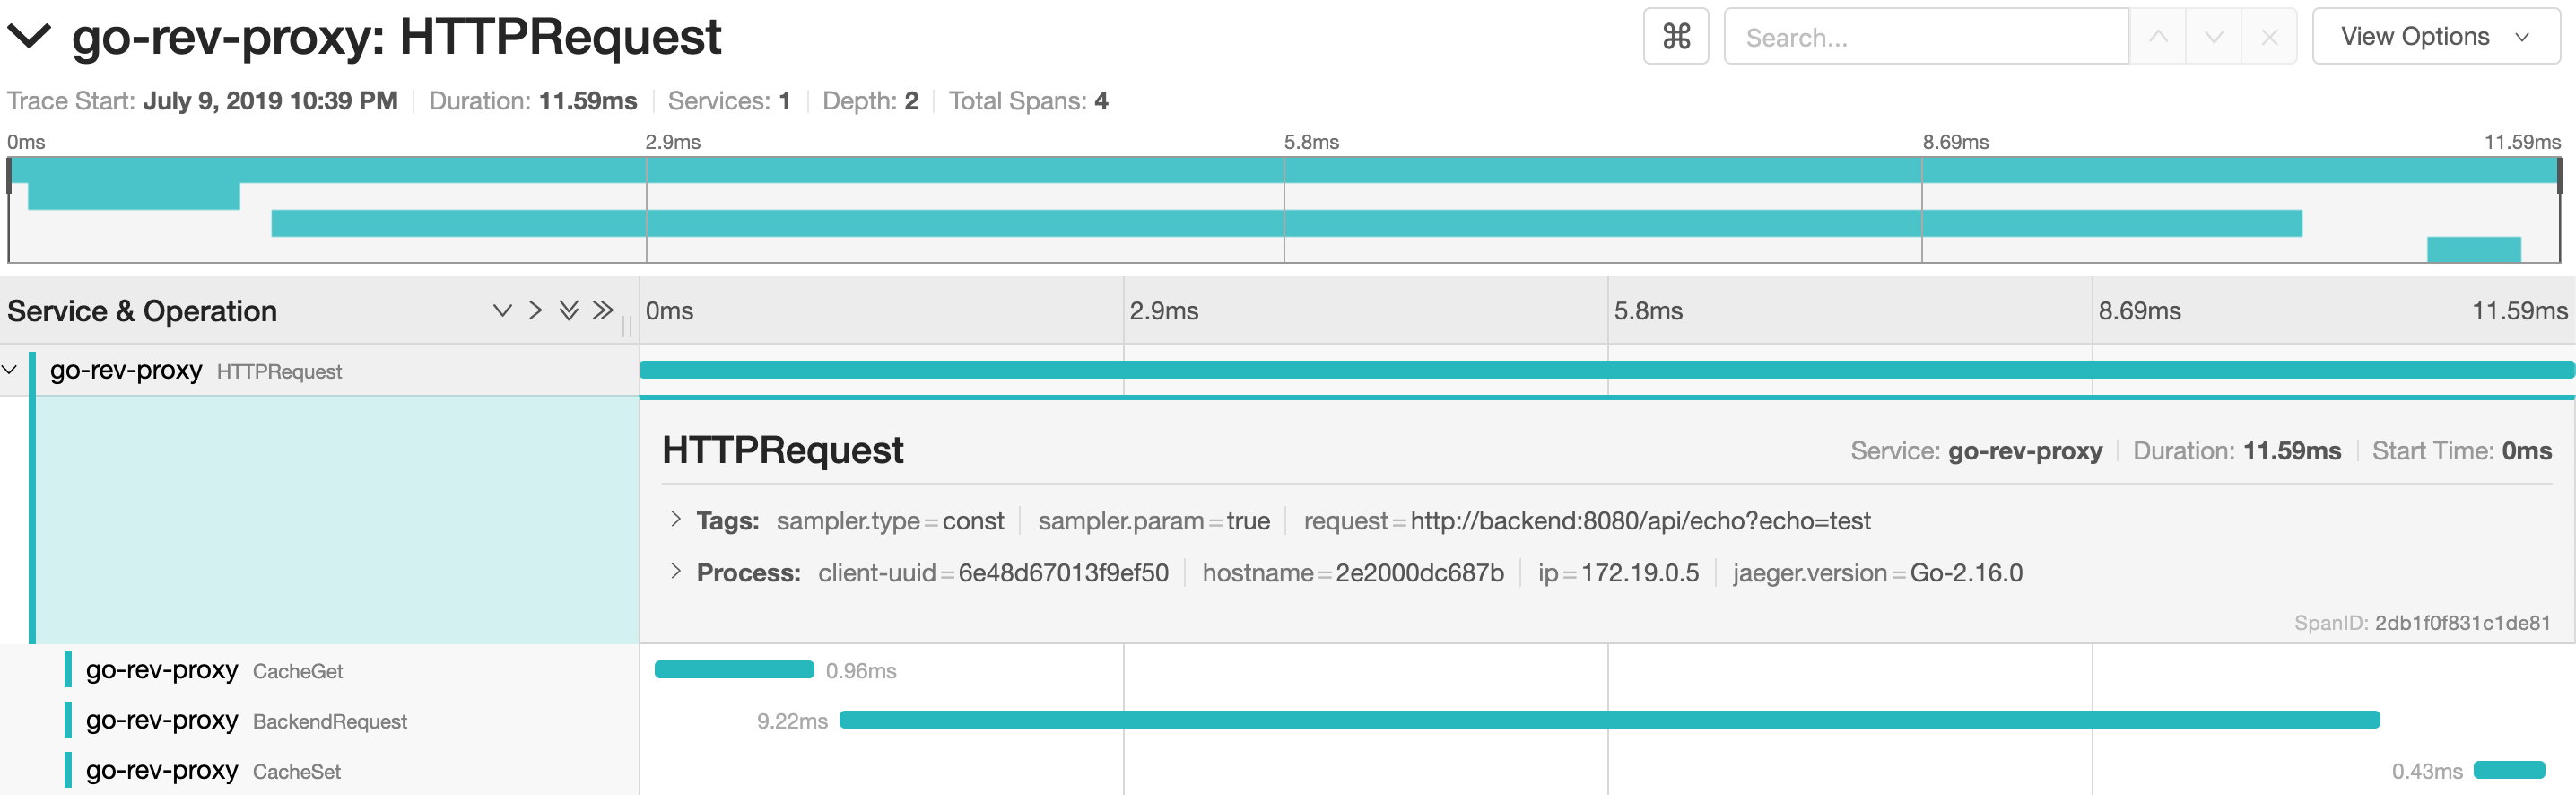 go-rev-proxy: HTTPRequest
⌘ Search... View Options
Trace Start: July 9, 2019 10:39 PM Duration: 11.59ms Services: 1 Depth: 2 Total Spans: 4
0ms 2.9ms 5.8ms 8.69ms 11.59ms
Service & Operation 0ms 2.9ms 5.8ms 8.69ms 11.59ms
go-rev-proxy HTTPRequest
HTTPRequest Service: go-rev-proxy Duration: 11.59ms Start Time: 0ms
Tags: sampler.type = const sampler.param = true request = http://backend:8080/api/echo?echo=test
Process: client-uuid = 6e48d67013f9ef50 hostname = 2e2000dc687b ip = 172.19.0.5 jaeger.version = Go-2.16.0
SpanID: 2db1f0f831c1de81
go-rev-proxy CacheGet 0.96ms
go-rev-proxy BackendRequest 9.22ms
go-rev-proxy CacheSet 0.43ms